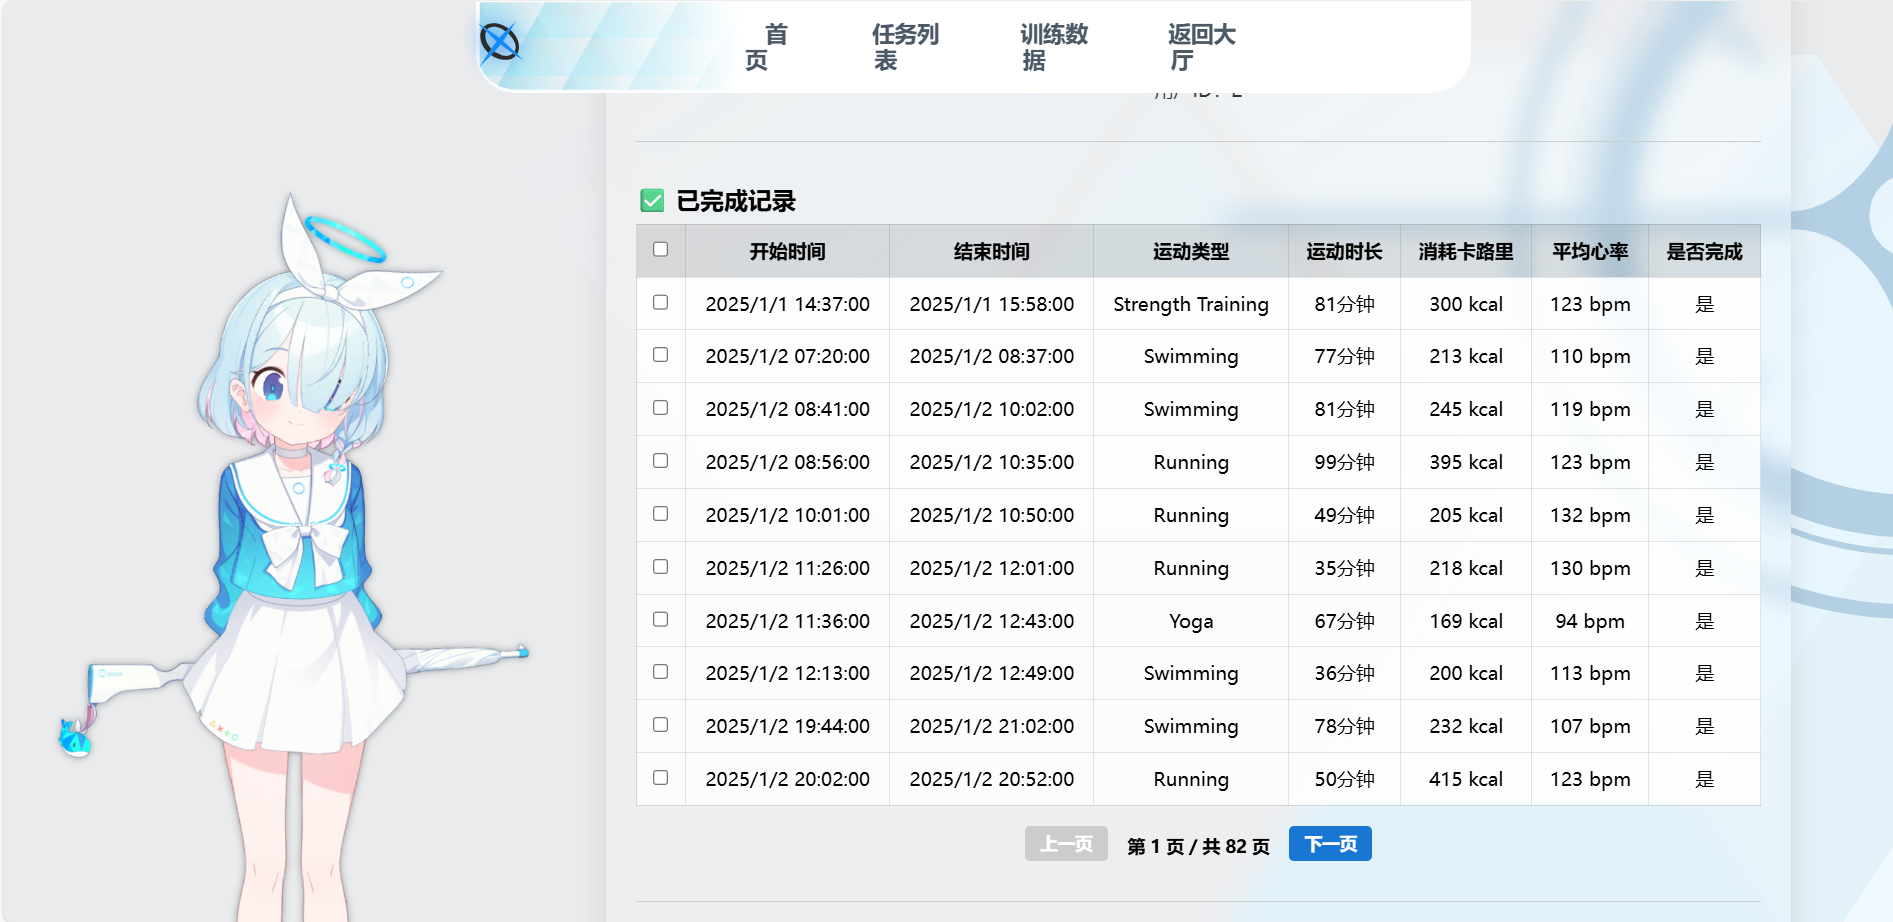 首页
任务列表
训练数据
返回大厅
用户ID：2
✅ 已完成记录
开始时间 结束时间 运动类型 运动时长 消耗卡路里 平均心率 是否完成
2025/1/1 14:37:00 2025/1/1 15:58:00 Strength Training 81分钟 300 kcal 123 bpm 是
2025/1/2 07:20:00 2025/1/2 08:37:00 Swimming 77分钟 213 kcal 110 bpm 是
2025/1/2 08:41:00 2025/1/2 10:02:00 Swimming 81分钟 245 kcal 119 bpm 是
2025/1/2 08:56:00 2025/1/2 10:35:00 Running 99分钟 395 kcal 123 bpm 是
2025/1/2 10:01:00 2025/1/2 10:50:00 Running 49分钟 205 kcal 132 bpm 是
2025/1/2 11:26:00 2025/1/2 12:01:00 Running 35分钟 218 kcal 130 bpm 是
2025/1/2 11:36:00 2025/1/2 12:43:00 Yoga 67分钟 169 kcal 94 bpm 是
2025/1/2 12:13:00 2025/1/2 12:49:00 Swimming 36分钟 200 kcal 113 bpm 是
2025/1/2 19:44:00 2025/1/2 21:02:00 Swimming 78分钟 232 kcal 107 bpm 是
2025/1/2 20:02:00 2025/1/2 20:52:00 Running 50分钟 415 kcal 123 bpm 是
上一页 第 1 页 / 共 82 页 下一页